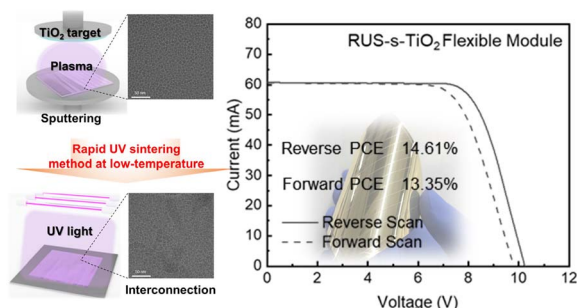 TiO2 target
Plasma
Sputtering
Rapid UV sintering
method at low-temperature
UV light
Interconnection
RUS-s-TiO2 Flexible Module
Reverse PCE 14.61%
Forward PCE 13.35%
Reverse Scan
Forward Scan
Current (mA)
80
70
60
50
40
30
20
10
0
0 2 4 6 8 10 12
Voltage (V)